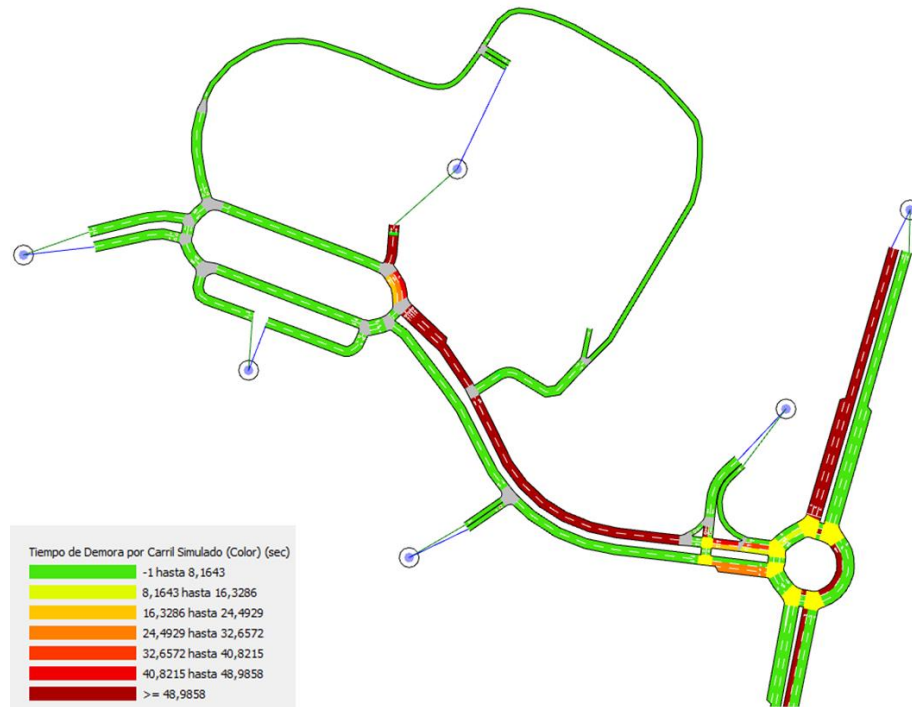 Tiempo de Demora por Carril Simulado (Color) (sec)
-1 hasta 8,1643
8,1643 hasta 16,3286
16,3286 hasta 24,4929
24,4929 hasta 32,6572
32,6572 hasta 40,8215
40,8215 hasta 48,9858
>= 48,9858